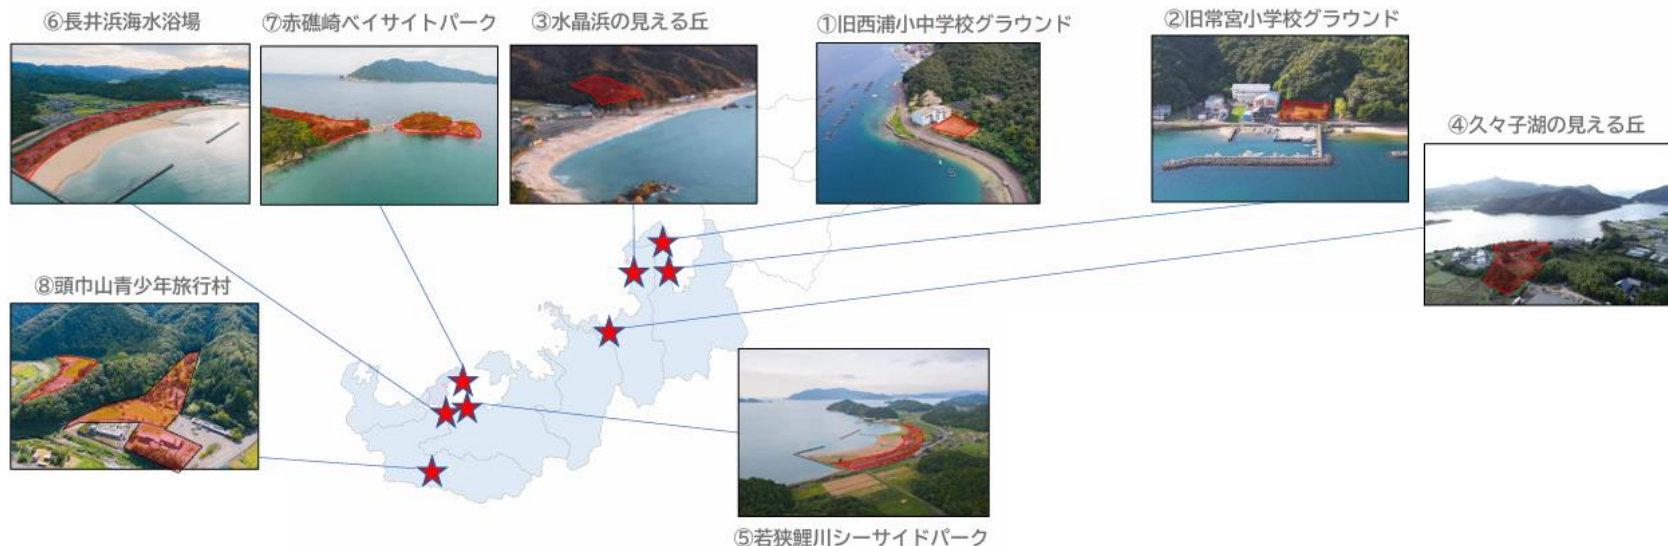 ⑥長井浜海水浴場
⑦赤礁崎ベイサイドパーク
③水晶浜の見える丘
①旧西浦小中学校グラウンド
②旧常宮小学校グラウンド
④久々子湖の見える丘
⑧頭巾山青少年旅行村
⑤若狭鯉川シーサイドパーク